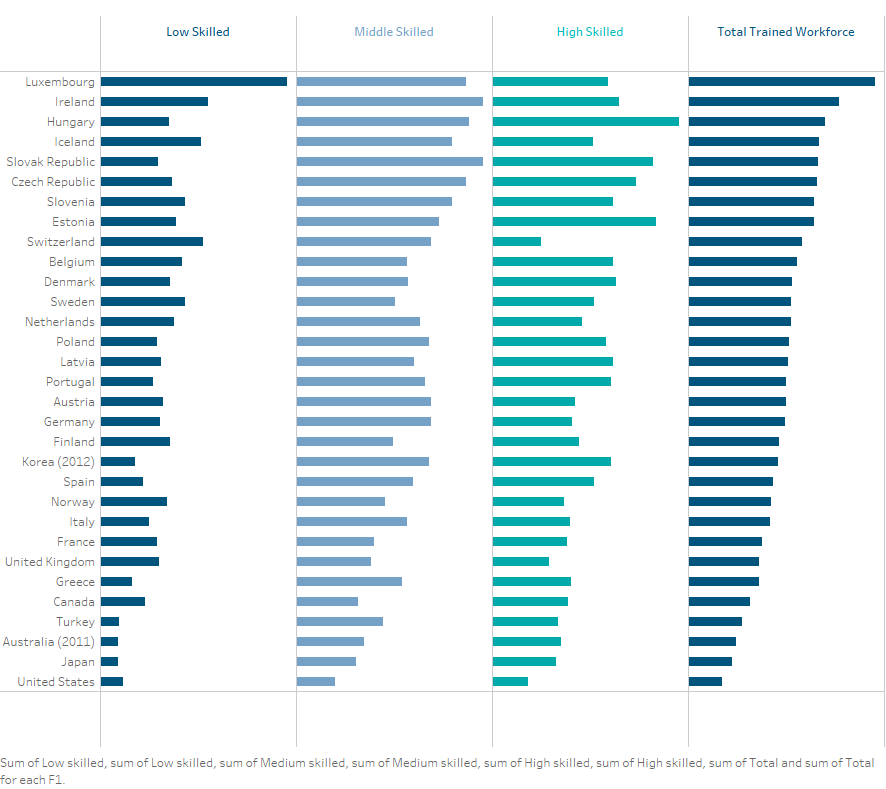 Low Skilled Middle Skilled High Skilled Total Trained Workforce
Luxembourg
Ireland
Hungary
Iceland
Slovak Republic
Czech Republic
Slovenia
Estonia
Switzerland
Belgium
Denmark
Sweden
Netherlands
Poland
Latvia
Portugal
Austria
Germany
Finland
Korea (2012)
Spain
Norway
Italy
France
United Kingdom
Greece
Canada
Turkey
Australia (2011)
Japan
United States
Sum of Low skilled, sum of Low skilled, sum of Medium skilled, sum of Medium skilled, sum of High skilled, sum of High skilled, sum of Total and sum of Total
for each F1.